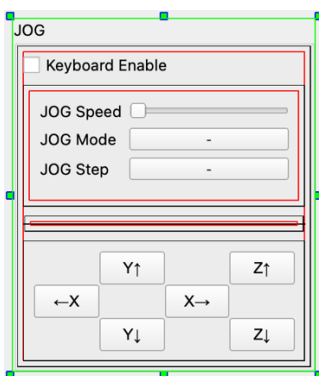 JOG
Keyboard Enable
JOG Speed
JOG Mode -
JOG Step -
Y↑ Z↑
←X X→
Y↓ Z↓